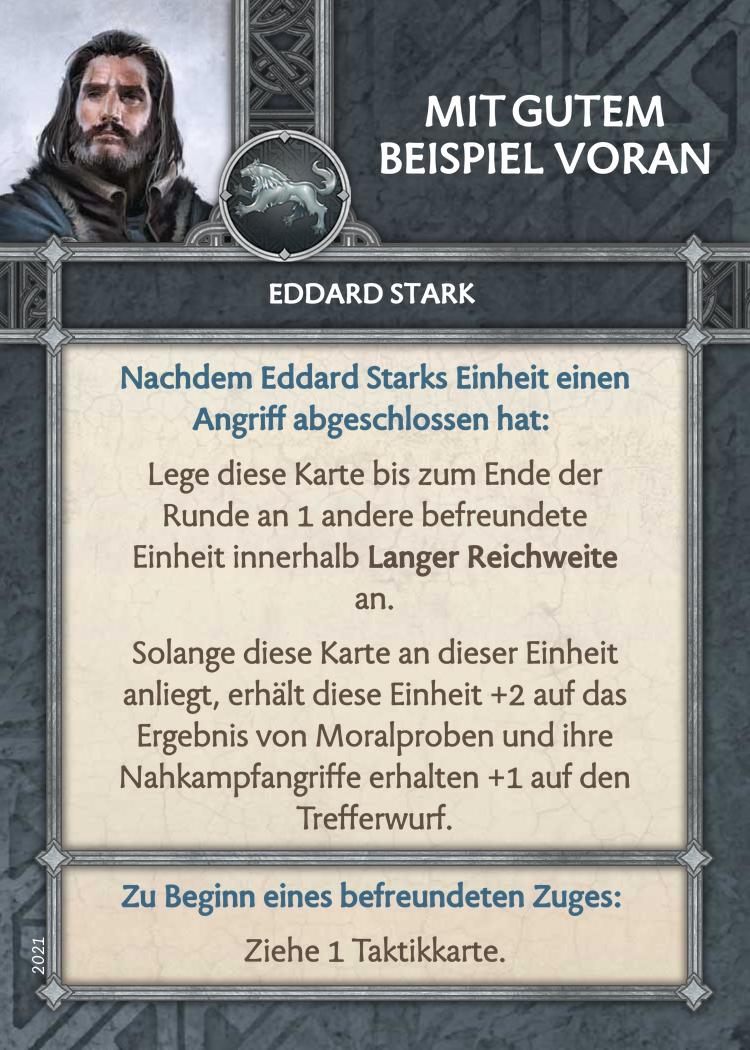 MIT GUTEM
BEISPIEL VORAN
EDDARD STARK
Nachdem Eddard Starks Einheit einen
Angriff abgeschlossen hat:
Lege diese Karte bis zum Ende der
Runde an 1 andere befreundete
Einheit innerhalb Langer Reichweite
an.
Solange diese Karte an dieser Einheit
anliegt, erhält diese Einheit +2 auf das
Ergebnis von Moralproben und ihre
Nahkampfangriffe erhalten +1 auf den
Trefferwurf.
Zu Beginn eines befreundeten Zuges:
Ziehe 1 Taktikkarte.
2021